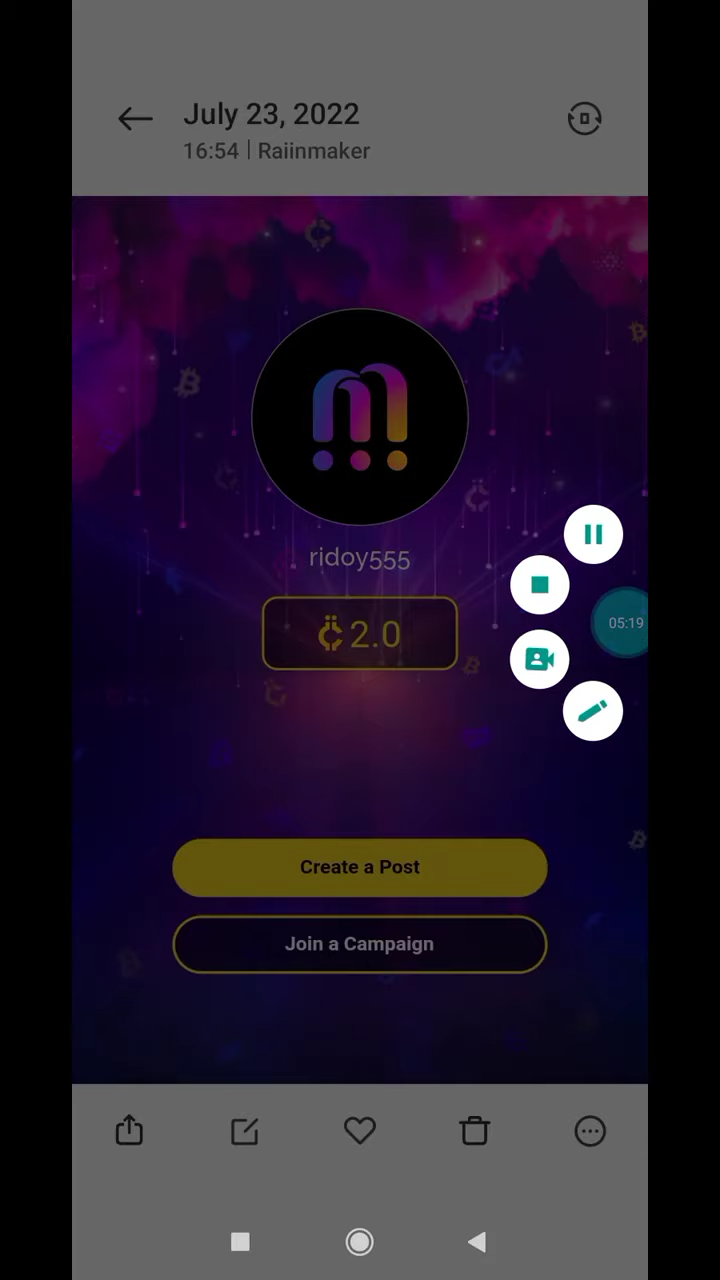 July 23, 2022
16:54 | Raiinmaker
ridoy555
2.0
05:19
Create a Post
Join a Campaign